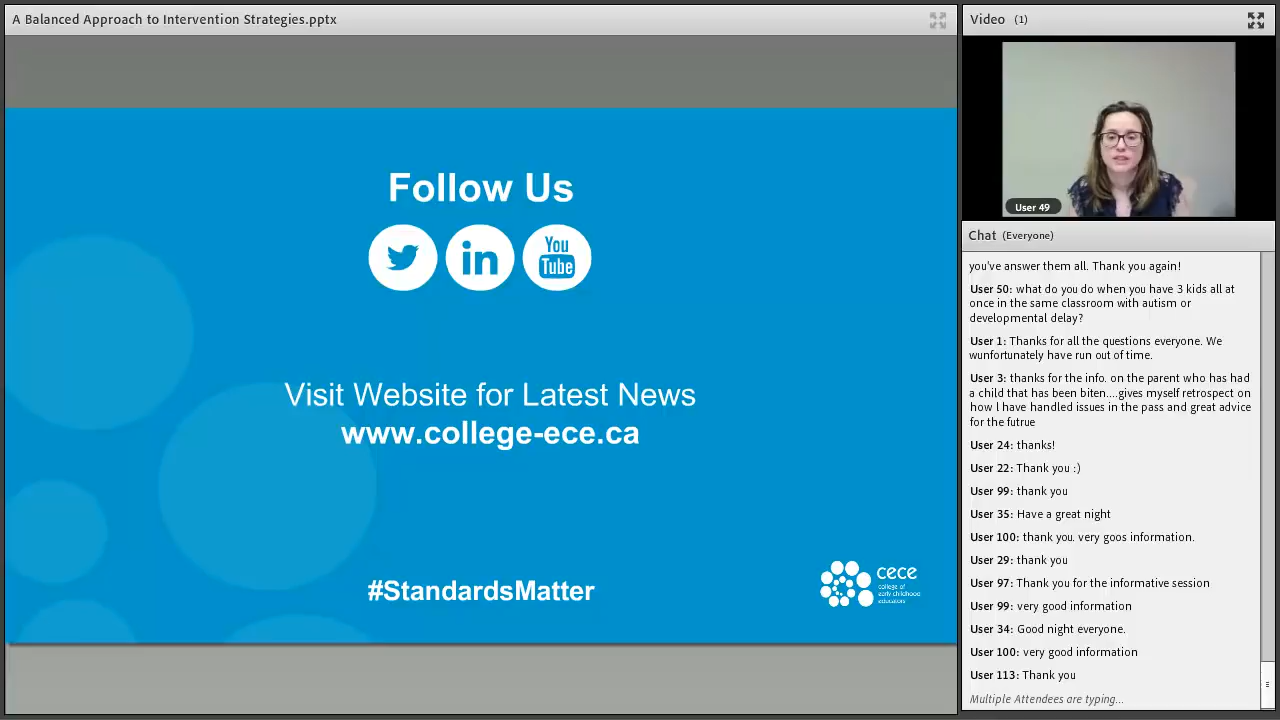 A Balanced Approach to Intervention Strategies.pptx
Follow Us
in
You
Tube
Visit Website for Latest News
www.college-ece.ca
#StandardsMatter
cece
college of
early childhood
educators
Video (1)
User 49
Chat (Everyone)
you've answer them all. Thank you again!
User 50: what do you do when you have 3 kids all at
once in the same classroom with autism or
developmental delay?
User 1: Thanks for all the questions everyone. We
wunfortunately have run out of time.
User 3: thanks for the info. on the parent who has had
a child that has been biten....gives myself retrospect on
how I have handled issues in the pass and great advice
for the futrue
User 24: thanks!
User 22: Thank you :)
User 99: thank you
User 35: Have a great night
User 100: thank you. very goos information.
User 29: thank you
User 97: Thank you for the informative session
User 99: very good information
User 34: Good night everyone.
User 100: very good information
User 113: Thank you
Multiple Attendees are typing...